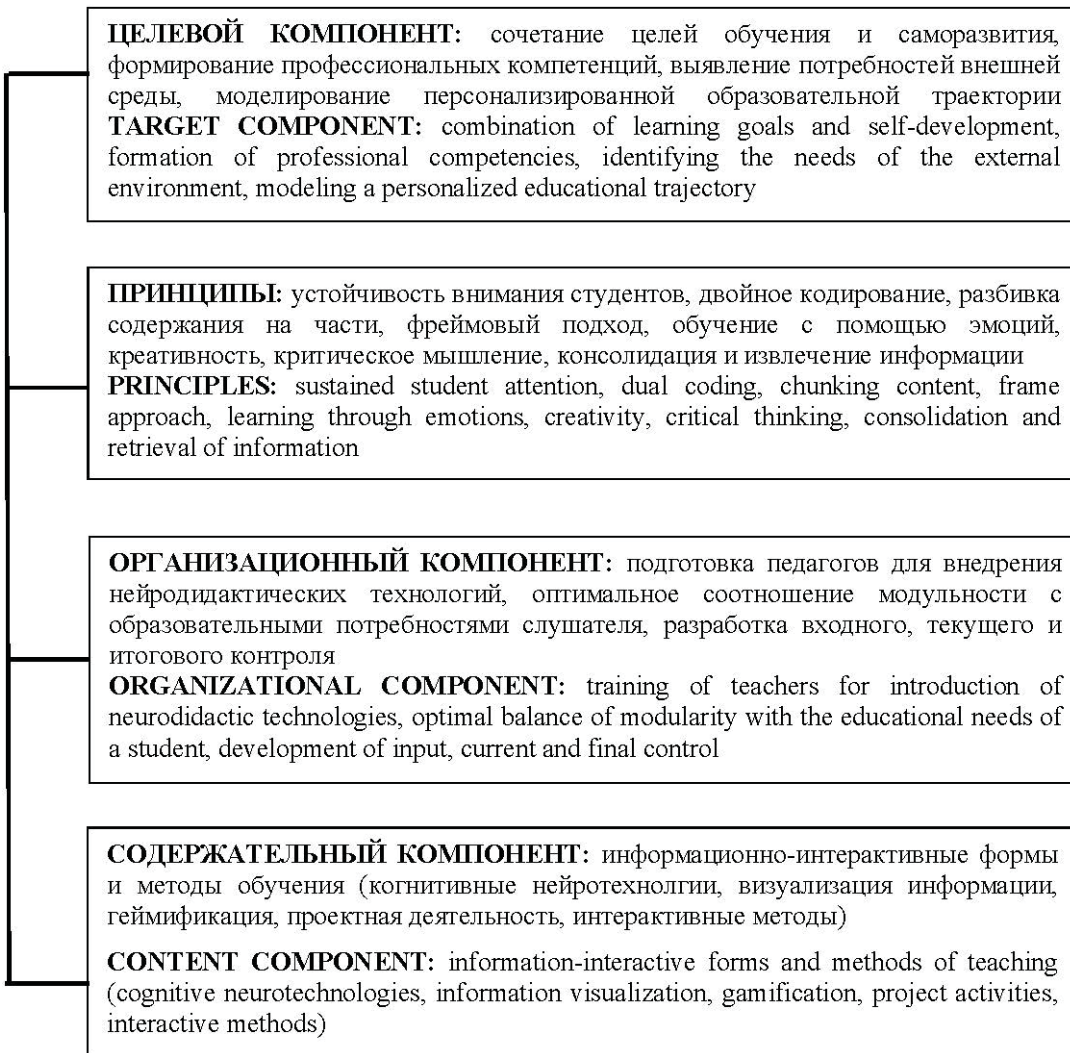 ЦЕЛЕВОЙ КОМПОНЕНТ: сочетание целей обучения и саморазвития,
формирование профессиональных компетенций, выявление потребностей внешней
среды, моделирование персонализированной образовательной траектории
TARGET COMPONENT: combination of learning goals and self-development,
formation of professional competencies, identifying the needs of the external
environment, modeling a personalized educational trajectory
ПРИНЦИПЫ: устойчивость внимания студентов, двойное кодирование, разбивка
содержания на части, фреймовый подход, обучение с помощью эмоций,
креативность, критическое мышление, консолидация и извлечение информации
PRINCIPLES: sustained student attention, dual coding, chunking content, frame
approach, learning through emotions, creativity, critical thinking, consolidation and
retrieval of information
ОРГАНИЗАЦИОННЫЙ КОМПОНЕНТ: подготовка педагогов для внедрения
нейродидактических технологий, оптимальное соотношение модульности с
образовательными потребностями слушателя, разработка входного, текущего и
итогового контроля
ORGANIZATIONAL COMPONENT: training of teachers for introduction of
neurodidactic technologies, optimal balance of modularity with the educational needs of
a student, development of input, current and final control
СОДЕРЖАТЕЛЬНЫЙ КОМПОНЕНТ: информационно-интерактивные формы
и методы обучения (когнитивные нейротехнолгии, визуализация информации,
геймификация, проектная деятельность, интерактивные методы)
CONTENT COMPONENT: information-interactive forms and methods of teaching
(cognitive neurotechnologies, information visualization, gamification, project activities,
interactive methods)